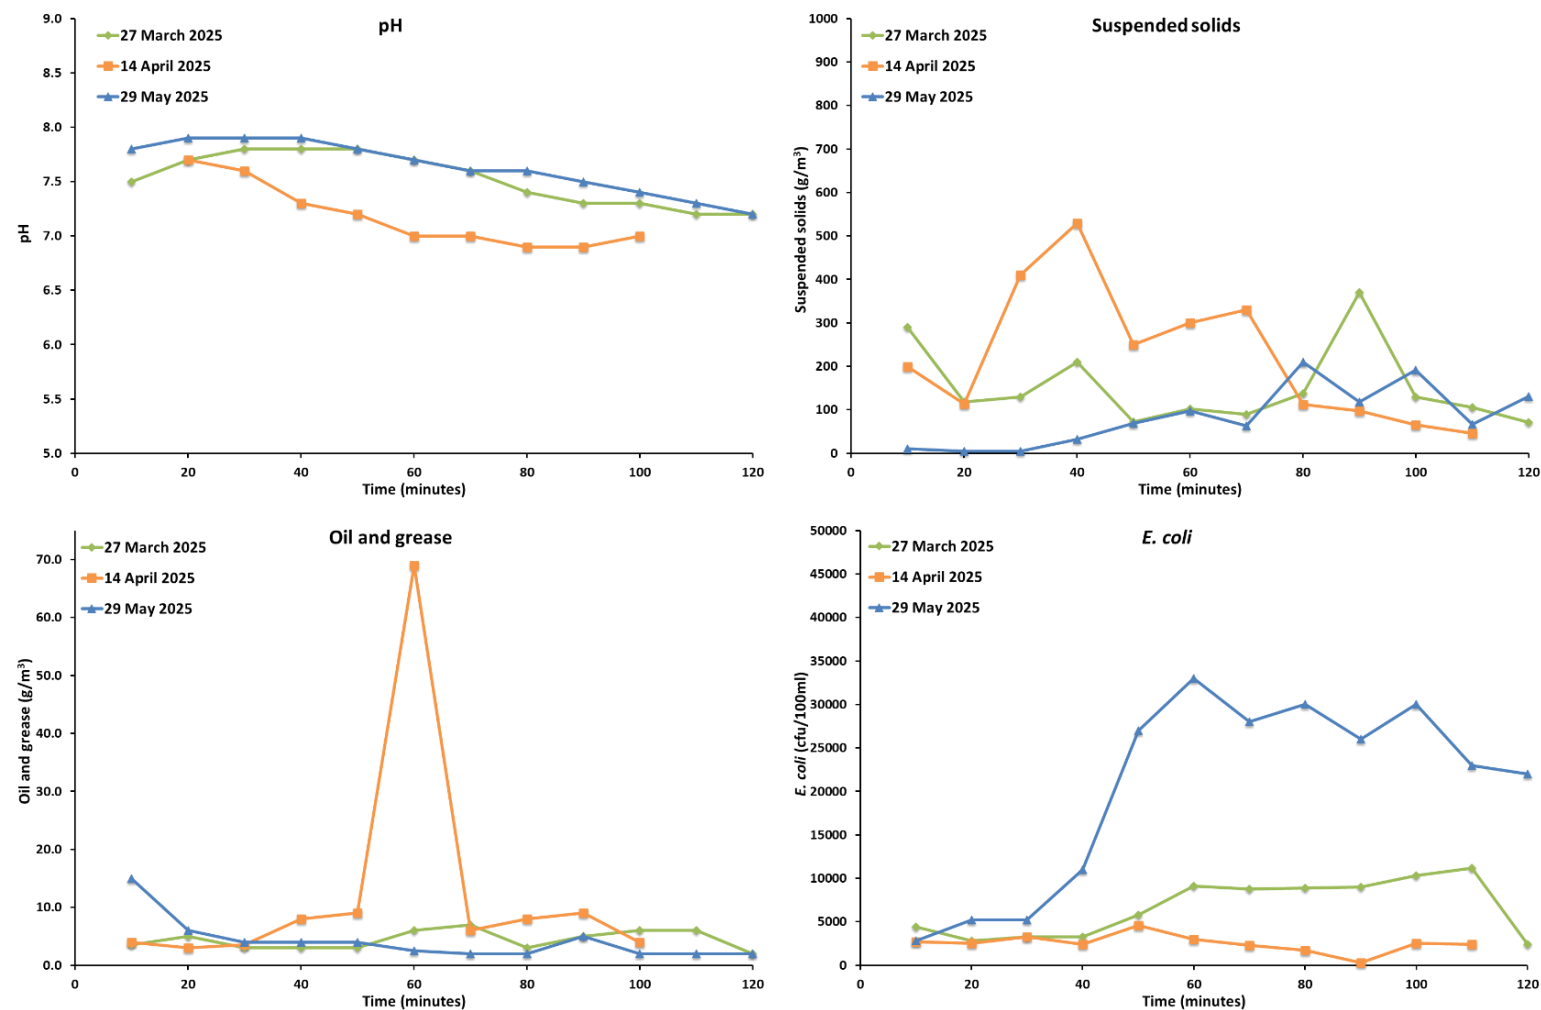 pH
27 March 2025
14 April 2025
29 May 2025
9.0
8.5
8.0
7.5
7.0
6.5
6.0
5.5
5.0
pH
0 20 40 60 80 100 120
Time (minutes)
Suspended solids
27 March 2025
14 April 2025
29 May 2025
1000
900
800
700
600
500
400
300
200
100
0
Suspended solids (g/m³)
0 20 40 60 80 100 120
Time (minutes)
Oil and grease
27 March 2025
14 April 2025
29 May 2025
70.0
60.0
50.0
40.0
30.0
20.0
10.0
0.0
Oil and grease (g/m³)
0 20 40 60 80 100 120
Time (minutes)
E. coli
27 March 2025
14 April 2025
29 May 2025
50000
45000
40000
35000
30000
25000
20000
15000
10000
5000
0
E. coli (cfu/100ml)
0 20 40 60 80 100 120
Time (minutes)